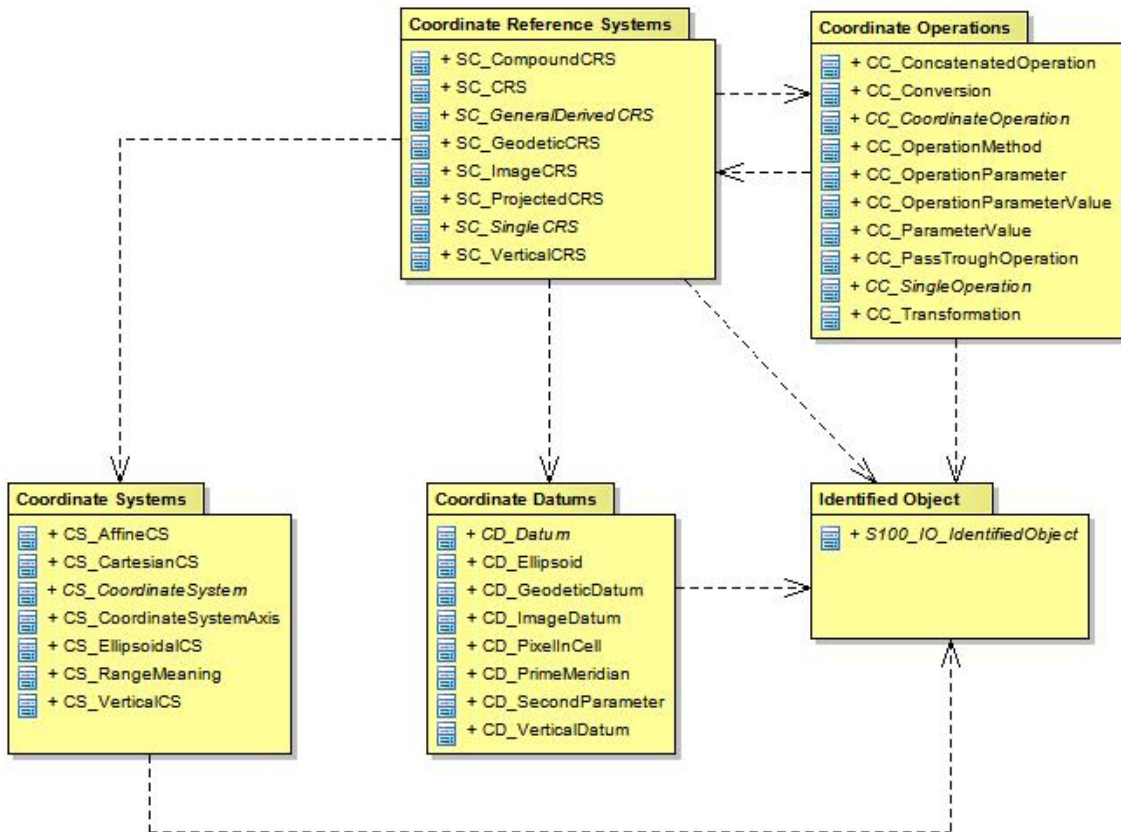 Coordinate Reference Systems
+ SC_CompoundCRS
+ SC_CRS
+ SC_GeneralDerivedCRS
+ SC_GeodeticCRS
+ SC_ImageCRS
+ SC_ProjectedCRS
+ SC_SingleCRS
+ SC_VerticalCRS
Coordinate Operations
+ CC_ConcatenatedOperation
+ CC_Conversion
+ CC_CoordinateOperation
+ CC_OperationMethod
+ CC_OperationParameter
+ CC_OperationParameterValue
+ CC_ParameterValue
+ CC_PassTroughOperation
+ CC_SingleOperation
+ CC_Transformation
Coordinate Systems
+ CS_AffineCS
+ CS_CartesianCS
+ CS_CoordinateSystem
+ CS_CoordinateSystemAxis
+ CS_EllipsoidalCS
+ CS_RangeMeaning
+ CS_VerticalCS
Coordinate Datums
+ CD_Datum
+ CD_Ellipsoid
+ CD_GeodeticDatum
+ CD_ImageDatum
+ CD_PixelInCell
+ CD_PrimeMeridian
+ CD_SecondParameter
+ CD_VerticalDatum
Identified Object
+ S100_IO_IdentifiedObject